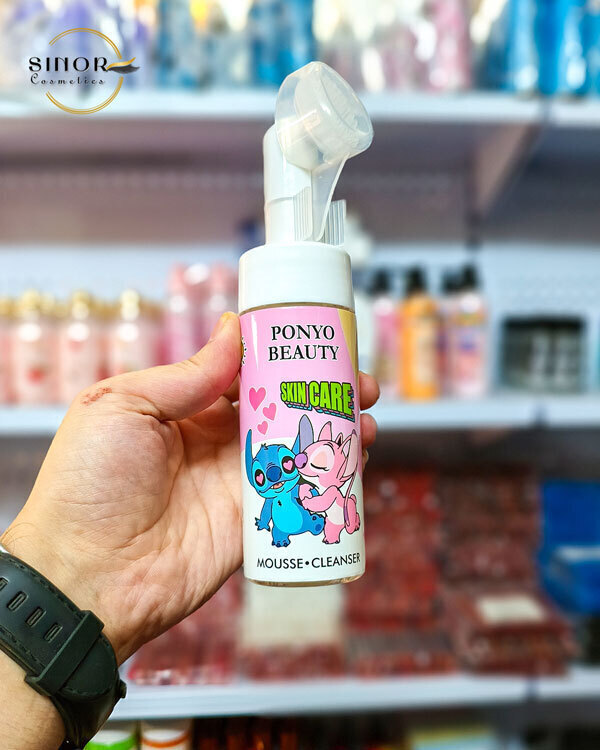 SINOR
Cosmetics
PONYO
BEAUTY
SKIN CARE
MOUSSE•CLEANSER